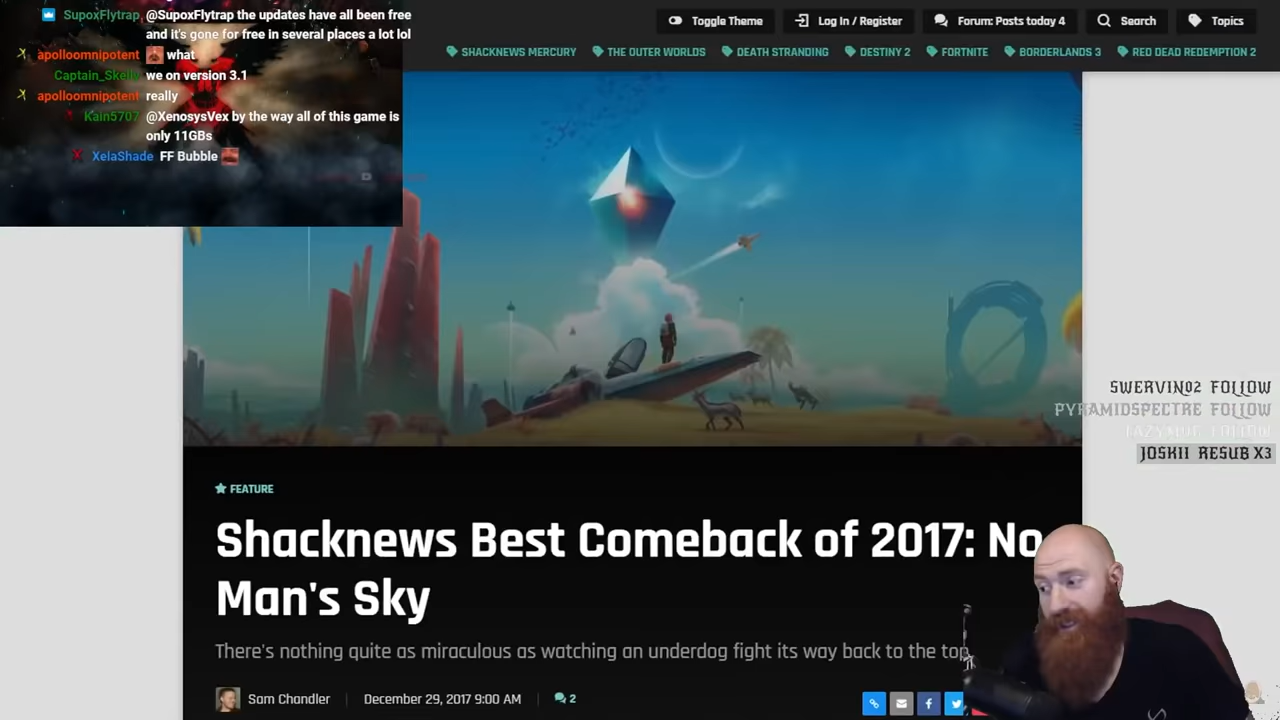 SupoxFlytrap @SupoxFlytrap the updates have all been free
and it's gone for free in several places a lot lol
apolloomnipotent what
Captain_Skelly we on version 3.1
apolloomnipotent really
Kain5707 @XenosysVex by the way all of this game is
only 11GBs
XelaShade FF Bubble
Toggle Theme Log In / Register Forum: Posts today 4 Search Topics
SHACKNEWS MERCURY THE OUTER WORLDS DEATH STRANDING DESTINY 2 FORTNITE BORDERLANDS 3 RED DEAD REDEMPTION 2
SWERVIN02 FOLLOW
PYRAMIDSPECTRE FOLLOW
JOSKII RESUB X3
FEATURE
Shacknews Best Comeback of 2017: No
Man's Sky
There's nothing quite as miraculous as watching an underdog fight its way back to the top.
Sam Chandler December 29, 2017 9:00 AM 2